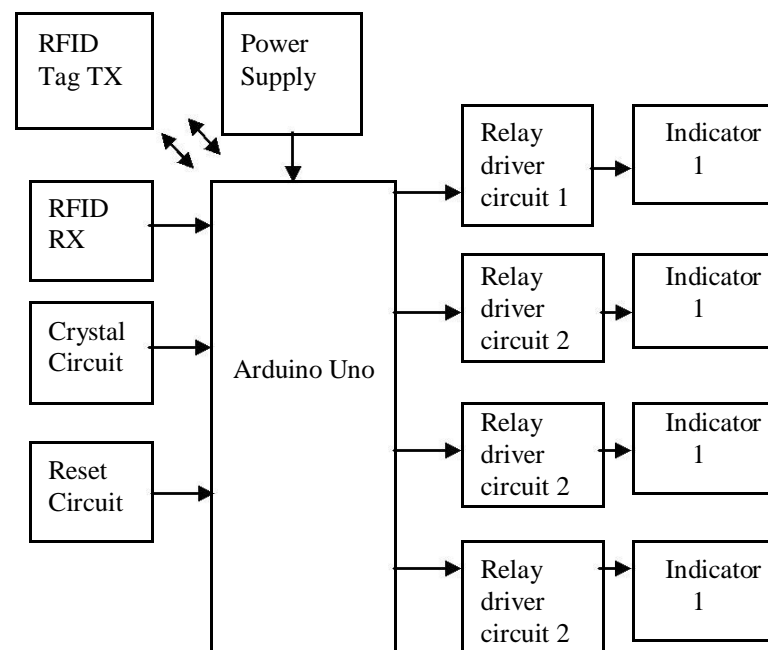 RFID
Tag TX
Power
Supply
RFID
RX
Crystal
Circuit
Reset
Circuit
Arduino Uno
Relay
driver
circuit 1
Indicator
1
Relay
driver
circuit 2
Indicator
1
Relay
driver
circuit 2
Indicator
1
Relay
driver
circuit 2
Indicator
1